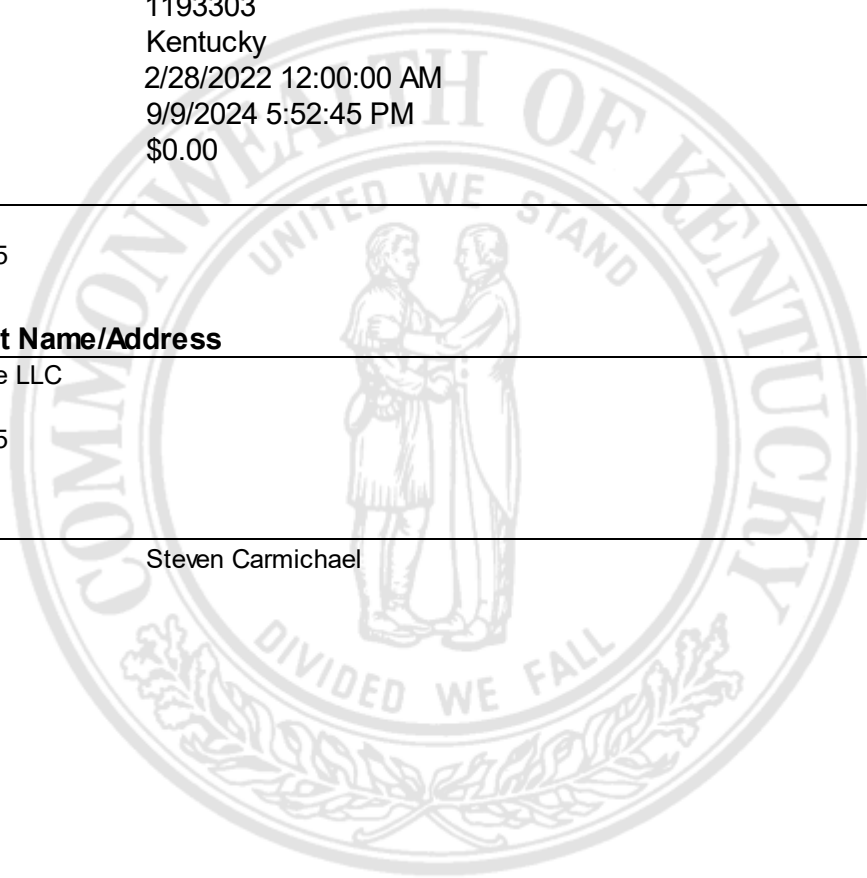 1193303
Kentucky
2/28/2022 12:00:00 AM
9/9/2024 5:52:45 PM
$0.00
5
t Name/Address
e LLC
5
Steven Carmichael
COMMONWEALTH OF KENTUCKY
UNITED WE STAND
DIVIDED WE FALL